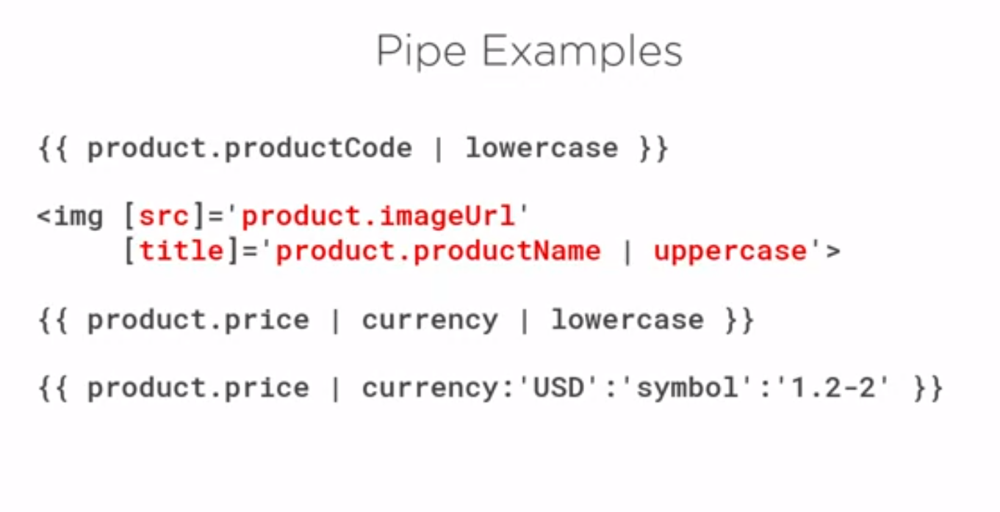 Pipe Examples
{{ product.productCode | lowercase }}
<img [src]='product.imageUrl'
[title]='product.productName | uppercase'>
{{ product.price | currency | lowercase }}
{{ product.price | currency:'USD':'symbol':'1.2-2' }}